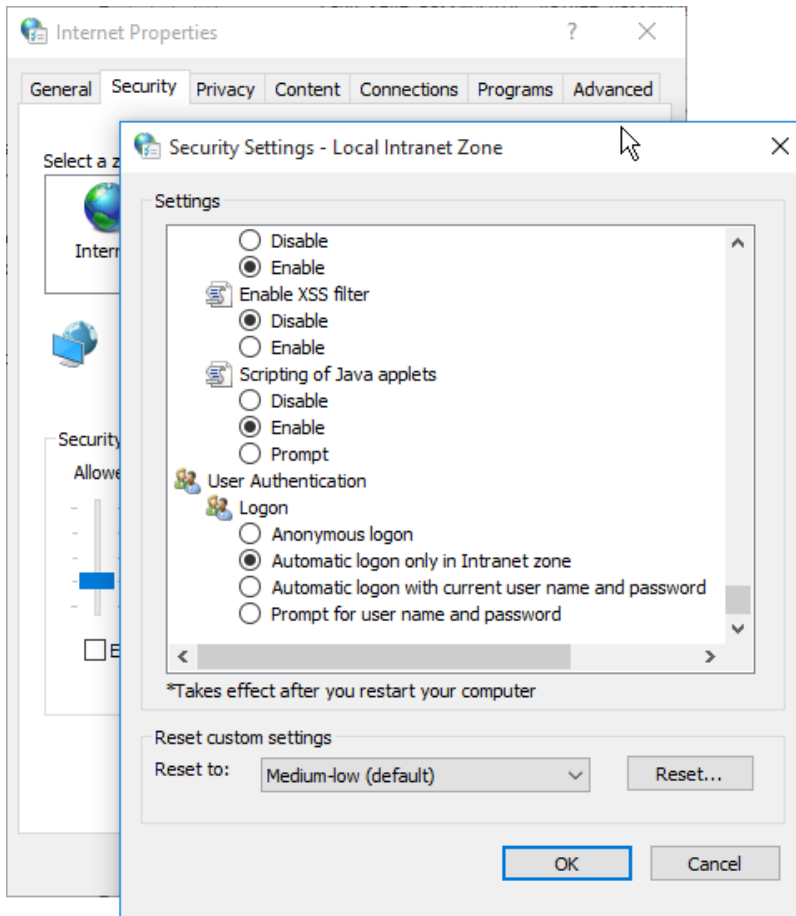 Internet Properties
?
General Security Privacy Content Connections Programs Advanced
Security Settings - Local Intranet Zone
Select a
Settings
Disable
Enable
Enable XSS filter
Disable
Enable
Scripting of Java applets
Disable
Enable
Prompt
User Authentication
Logon
Anonymous logon
Automatic logon only in Intranet zone
Automatic logon with current user name and password
Prompt for user name and password
Security
*Takes effect after you restart your computer
Reset custom settings
Reset to: Medium-low (default) Reset...
OK Cancel